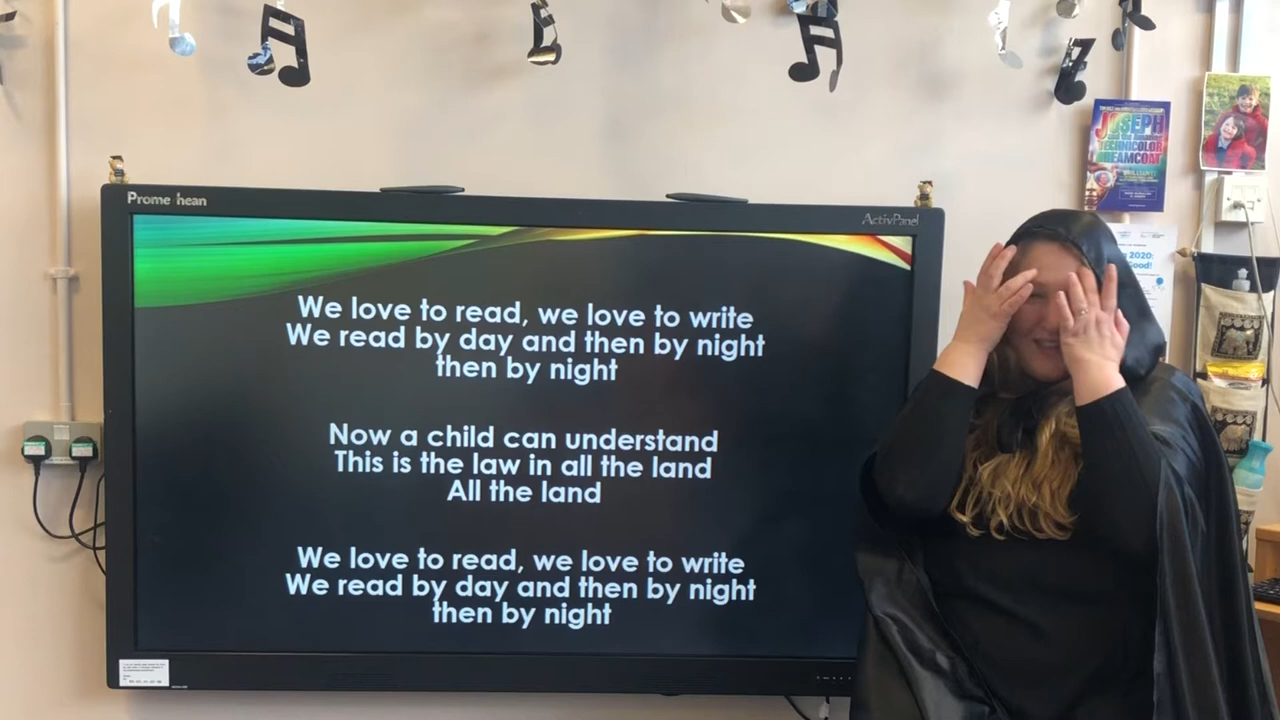 Promethean
ActivPanel
We love to read, we love to write
We read by day and then by night
then by night
Now a child can understand
This is the law in all the land
All the land
We love to read, we love to write
We read by day and then by night
then by night
JOSEPH
TECHNICOLOR
DREAMCOAT
2020:
Good!